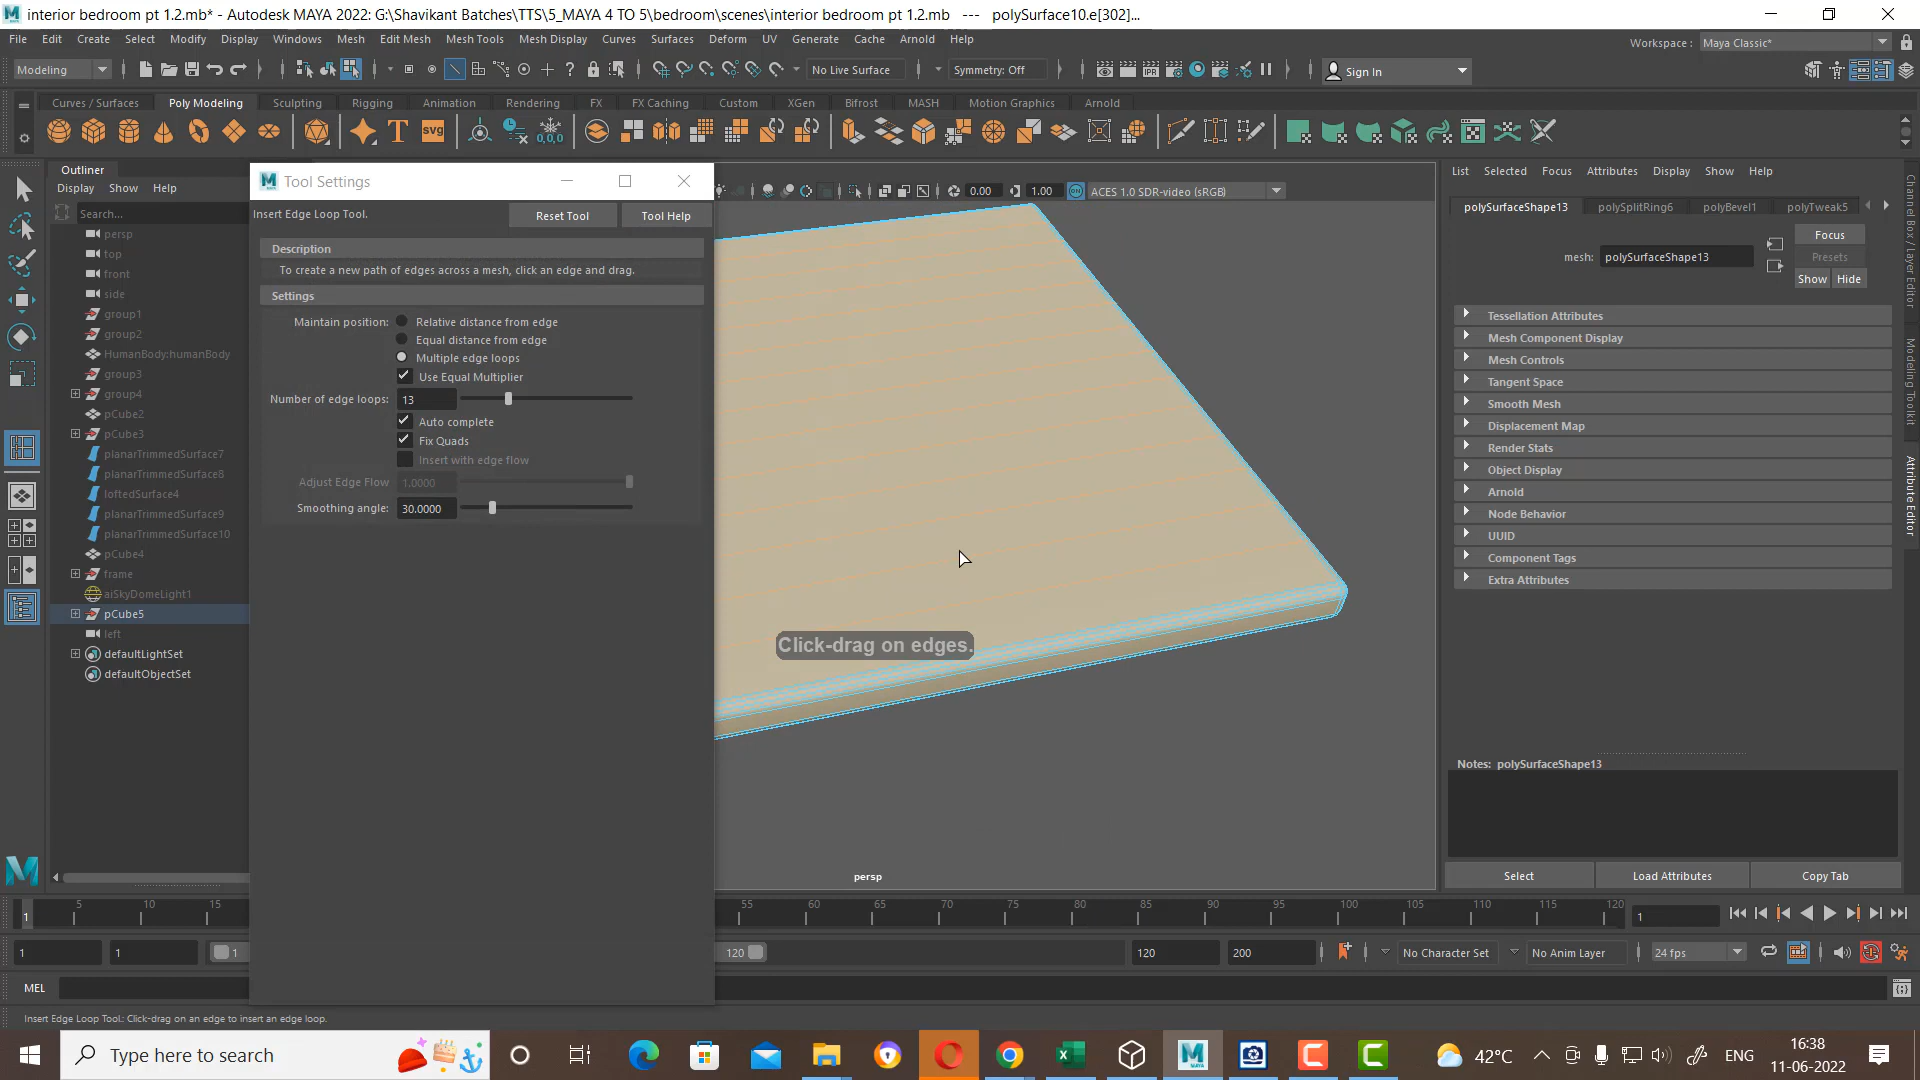 interior bedroom pt 1.2.mb* - Autodesk MAYA 2022: G:\Shavikant Batches\TTS\5_MAYA 4 TO 5\bedroom\scenes\interior bedroom pt 1.2.mb --- polySurface10.e[302]...
File Edit Create Select Modify Display Windows Mesh Edit Mesh Mesh Tools Mesh Display Curves Surfaces Deform UV Generate Cache Arnold Help
Workspace : Maya Classic*
Modeling No Live Surface Symmetry: Off IPR Sign In
Curves / Surfaces Poly Modeling Sculpting Rigging Animation Rendering FX FX Caching Custom XGen Bifrost MASH Motion Graphics Arnold
T svg 0,0,0
Outliner
Display Show Help
Search...
persp
top
front
side
group1
group2
HumanBody:humanBody
group3
group4
pCube2
pCube3
planarTrimmedSurface7
planarTrimmedSurface8
loftedSurface4
planarTrimmedSurface9
planarTrimmedSurface10
pCube4
frame
aiSkyDomeLight1
pCube5
left
defaultLightSet
defaultObjectSet
M Tool Settings
Insert Edge Loop Tool. Reset Tool Tool Help
Description
To create a new path of edges across a mesh, click an edge and drag.
Settings
Maintain position: Relative distance from edge
Equal distance from edge
Multiple edge loops
Use Equal Multiplier
Number of edge loops: 13
Auto complete
Fix Quads
Insert with edge flow
Adjust Edge Flow 1.0000
Smoothing angle: 30.0000
0.00 1.00 ON ACES 1.0 SDR-video (sRGB)
Click-drag on edges.
persp
List Selected Focus Attributes Display Show Help
polySurfaceShape13 polySplitRing6 polyBevel1 polyTweak5
mesh: polySurfaceShape13
Focus
Presets
Show Hide
Tessellation Attributes
Mesh Component Display
Mesh Controls
Tangent Space
Smooth Mesh
Displacement Map
Render Stats
Object Display
Arnold
Node Behavior
UUID
Component Tags
Extra Attributes
Notes: polySurfaceShape13
Select Load Attributes Copy Tab
Channel Box / Layer Editor
Modeling Toolkit
Attribute Editor
1 5 10 15 55 60 65 70 75 80 85 90 95 100 105 110 115 120 1
1 1 1 120 120 200 No Character Set No Anim Layer 24 fps
MEL
Insert Edge Loop Tool.: Click-drag on an edge to insert an edge loop.
Type here to search
MAYA
42°C ENG
16:38
11-06-2022